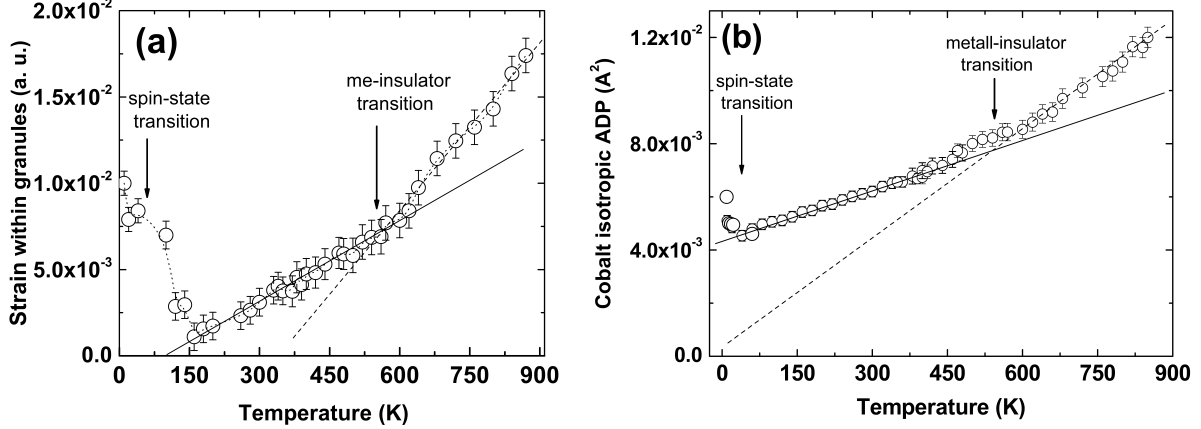 (a)
spin-state
transition
me-insulator
transition
2.0x10-2
1.5x10-2
1.0x10-2
5.0x10-3
0.0
Strain within granules (a. u.)
0 150 300 450 600 750 900
Temperature (K)
(b)
spin-state
transition
metall-insulator
transition
1.2x10-2
8.0x10-3
4.0x10-3
0.0
Cobalt isotropic ADP (A2)
150 300 450 600 750 900
Temperature (K)